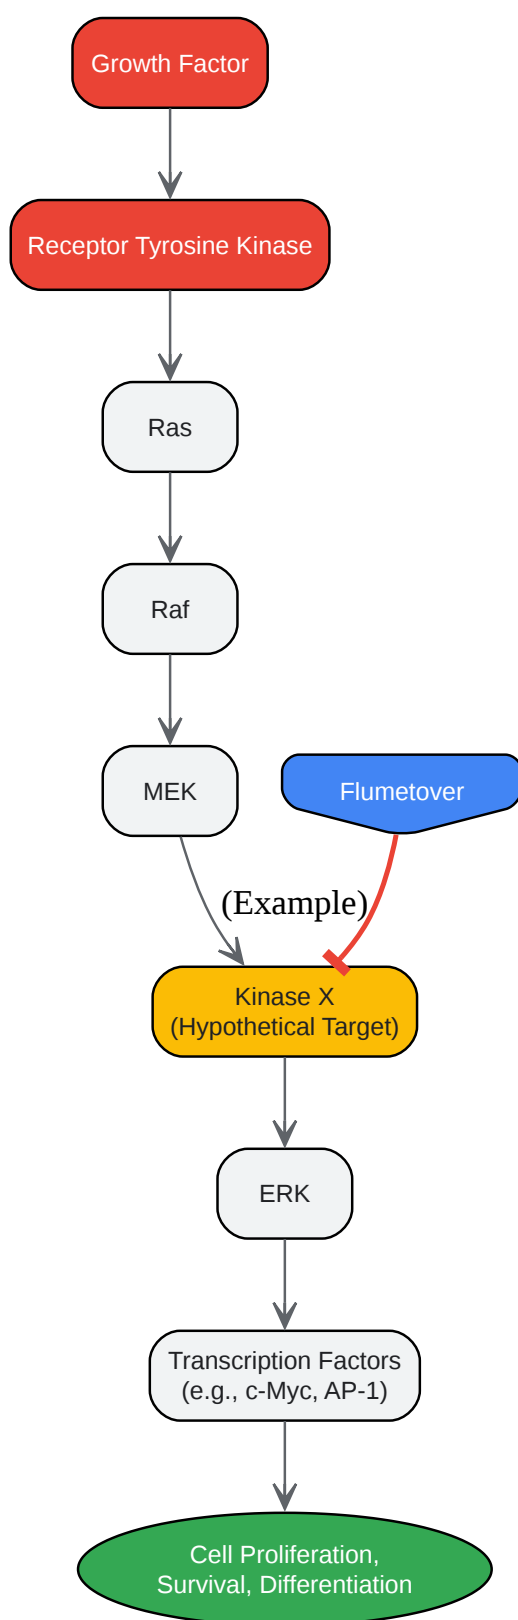 Growth Factor
Receptor Tyrosine Kinase
Ras
Raf
MEK
Flumetover
(Example)
Kinase X
(Hypothetical Target)
ERK
Transcription Factors
(e.g., c-Myc, AP-1)
Cell Proliferation,
Survival, Differentiation